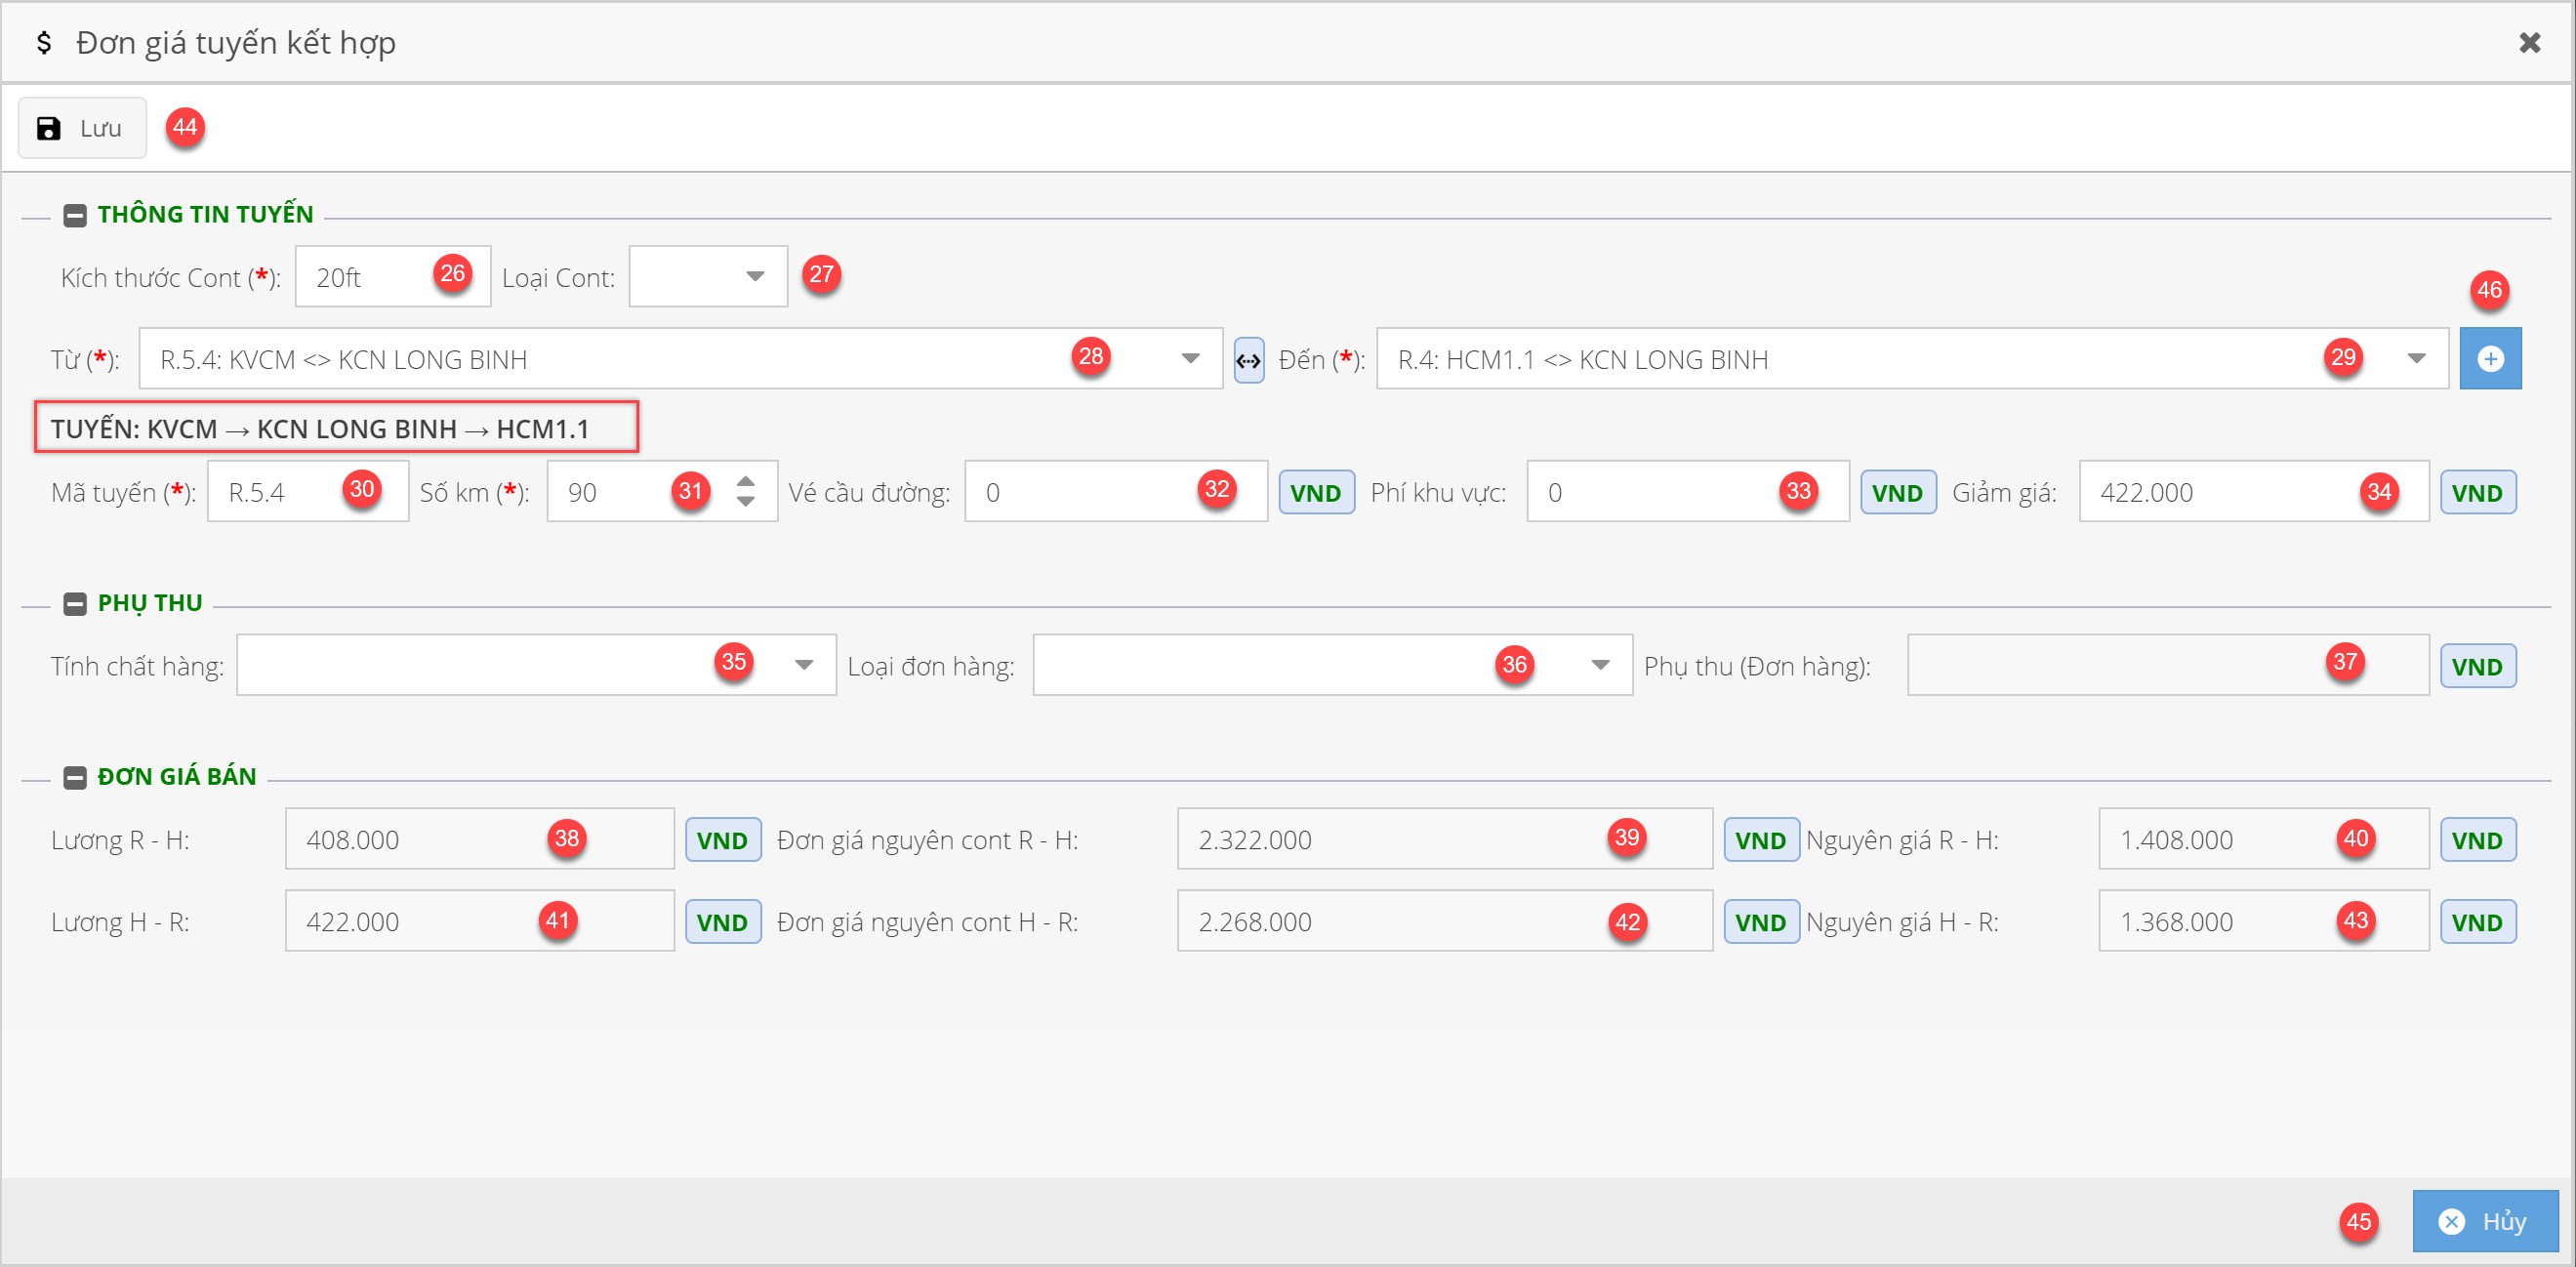 $ Đơn giá tuyến kết hợp
Lưu 44
THÔNG TIN TUYẾN
Kích thước Cont (*): 20ft 26 Loại Cont: 27
46
Từ (*): R.5.4: KVCM <> KCN LONG BINH 28 Đến (*): R.4: HCM1.1 <> KCN LONG BINH 29
TUYẾN: KVCM → KCN LONG BINH → HCM1.1
Mã tuyến (*): R.5.4 30 Số km (*): 90 31 Vé cầu đường: 0 32 VND Phí khu vực: 0 33 VND Giảm giá: 422.000 34 VND
PHỤ THU
Tính chất hàng: 35 Loại đơn hàng: 36 Phụ thu (Đơn hàng): 37 VND
ĐƠN GIÁ BÁN
Lương R - H: 408.000 38 VND Đơn giá nguyên cont R - H: 2.322.000 39 VND Nguyên giá R - H: 1.408.000 40 VND
Lương H - R: 422.000 41 VND Đơn giá nguyên cont H - R: 2.268.000 42 VND Nguyên giá H - R: 1.368.000 43 VND
45 Hủy